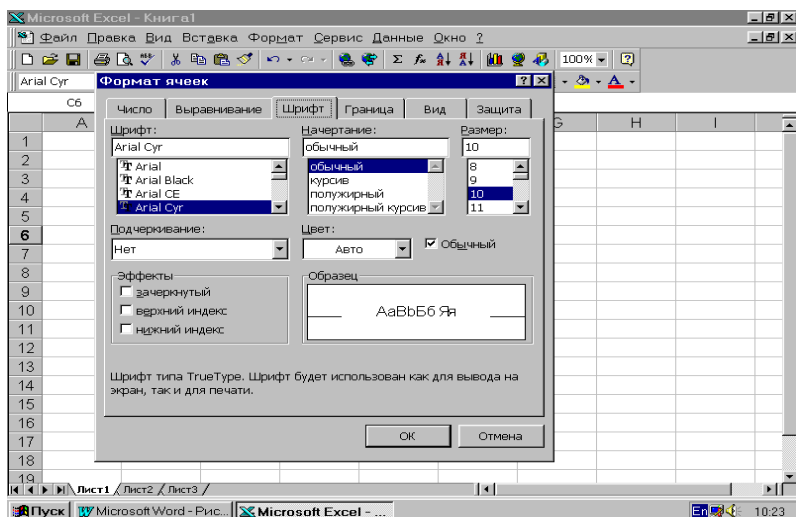 Microsoft Excel - Книга1
Файл Правка Вид Вставка Формат Сервис Данные Окно ?
100%
Arial Cyr
C6
Формат ячеек
Число Выравнивание Шрифт Граница Вид Защита
A G H I
Шрифт: Начертание: Размер:
Arial Cyr обычный 10
Arial обычный 8
Arial Black курсив 9
Arial CE полужирный 10
Arial Cyr полужирный курсив 11
Подчеркивание: Цвет:
Нет Авто Обычный
Эффекты Образец
зачеркнутый
верхний индекс
нижний индекс
АаВbБб Яя
Шрифт типа TrueType. Шрифт будет использован как для вывода на
экран, так и для печати.
ОК Отмена
1
2
3
4
5
6
7
8
9
10
11
12
13
14
15
16
17
18
19
Лист1 Лист2 Лист3
Пуск Microsoft Word - Рис... Microsoft Excel - ... En 10:23